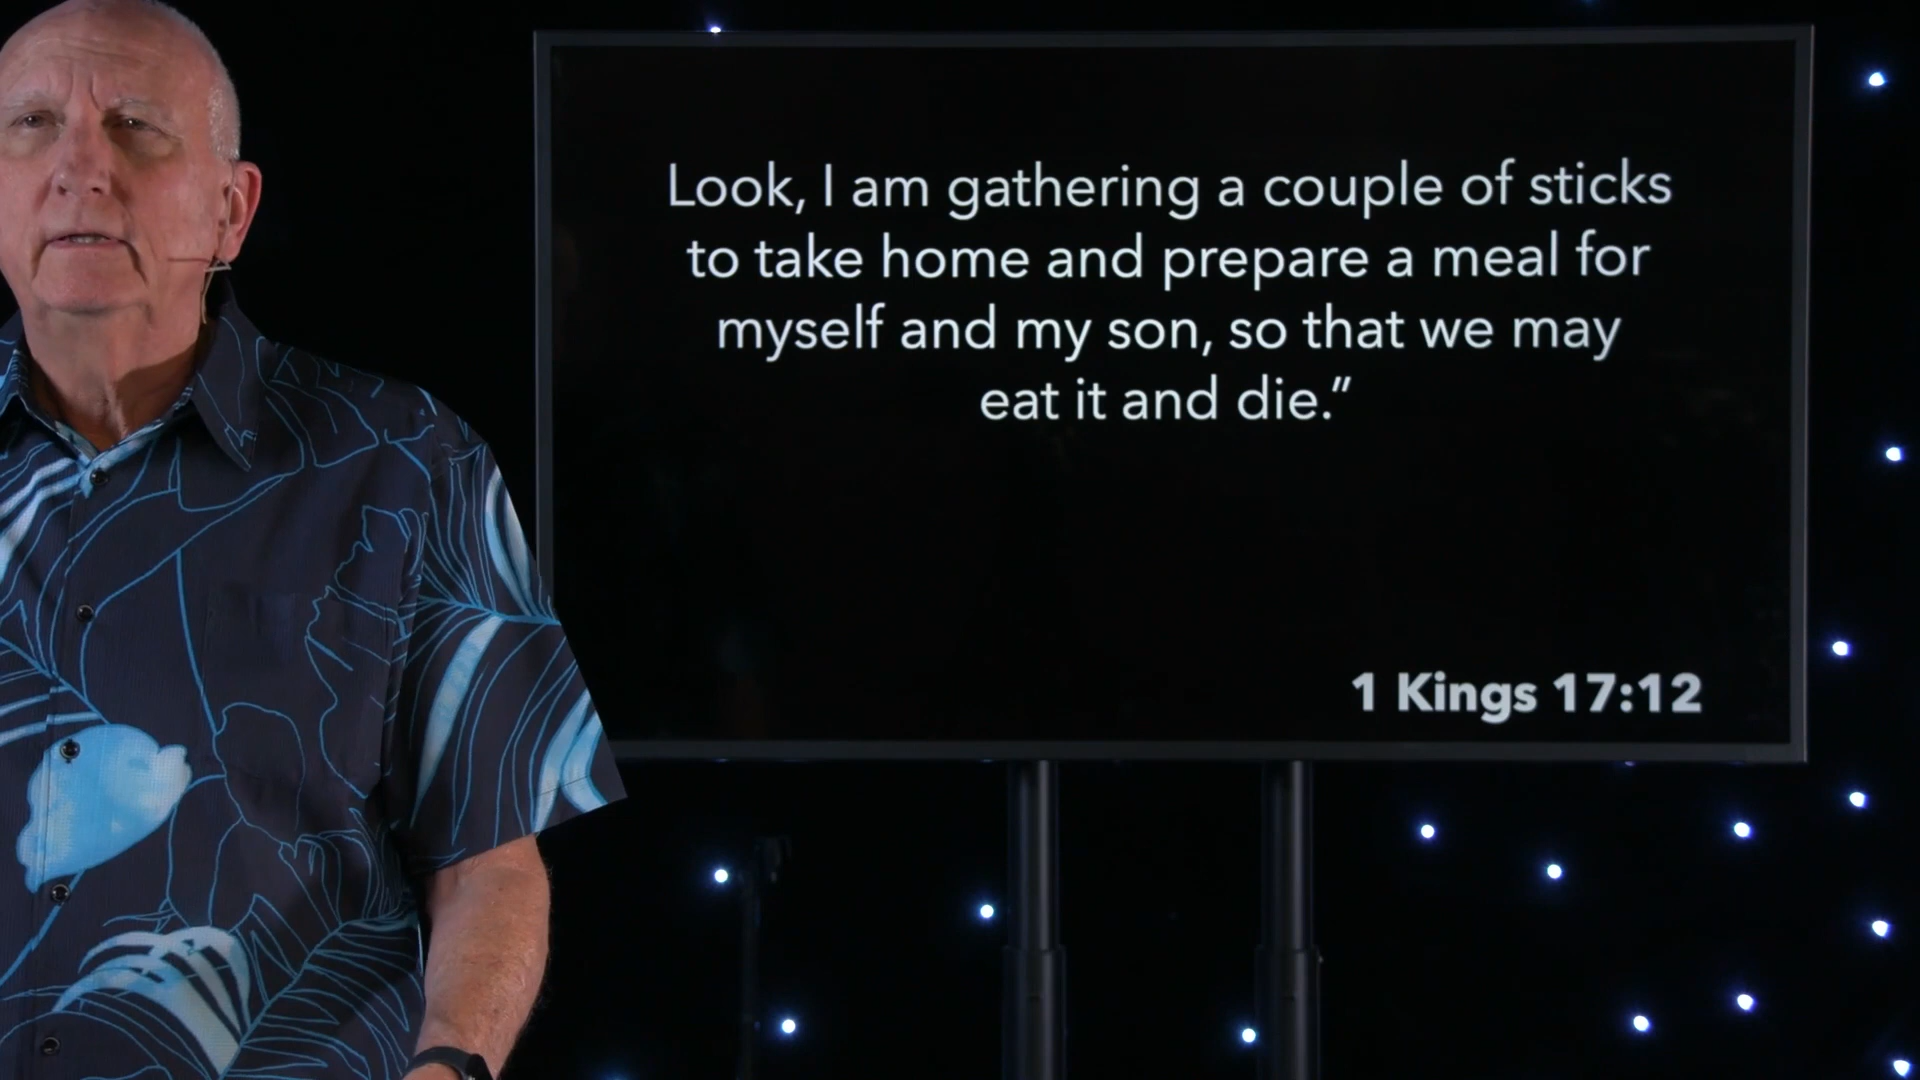 Look, I am gathering a couple of sticks
to take home and prepare a meal for
myself and my son, so that we may
eat it and die.”
1 Kings 17:12